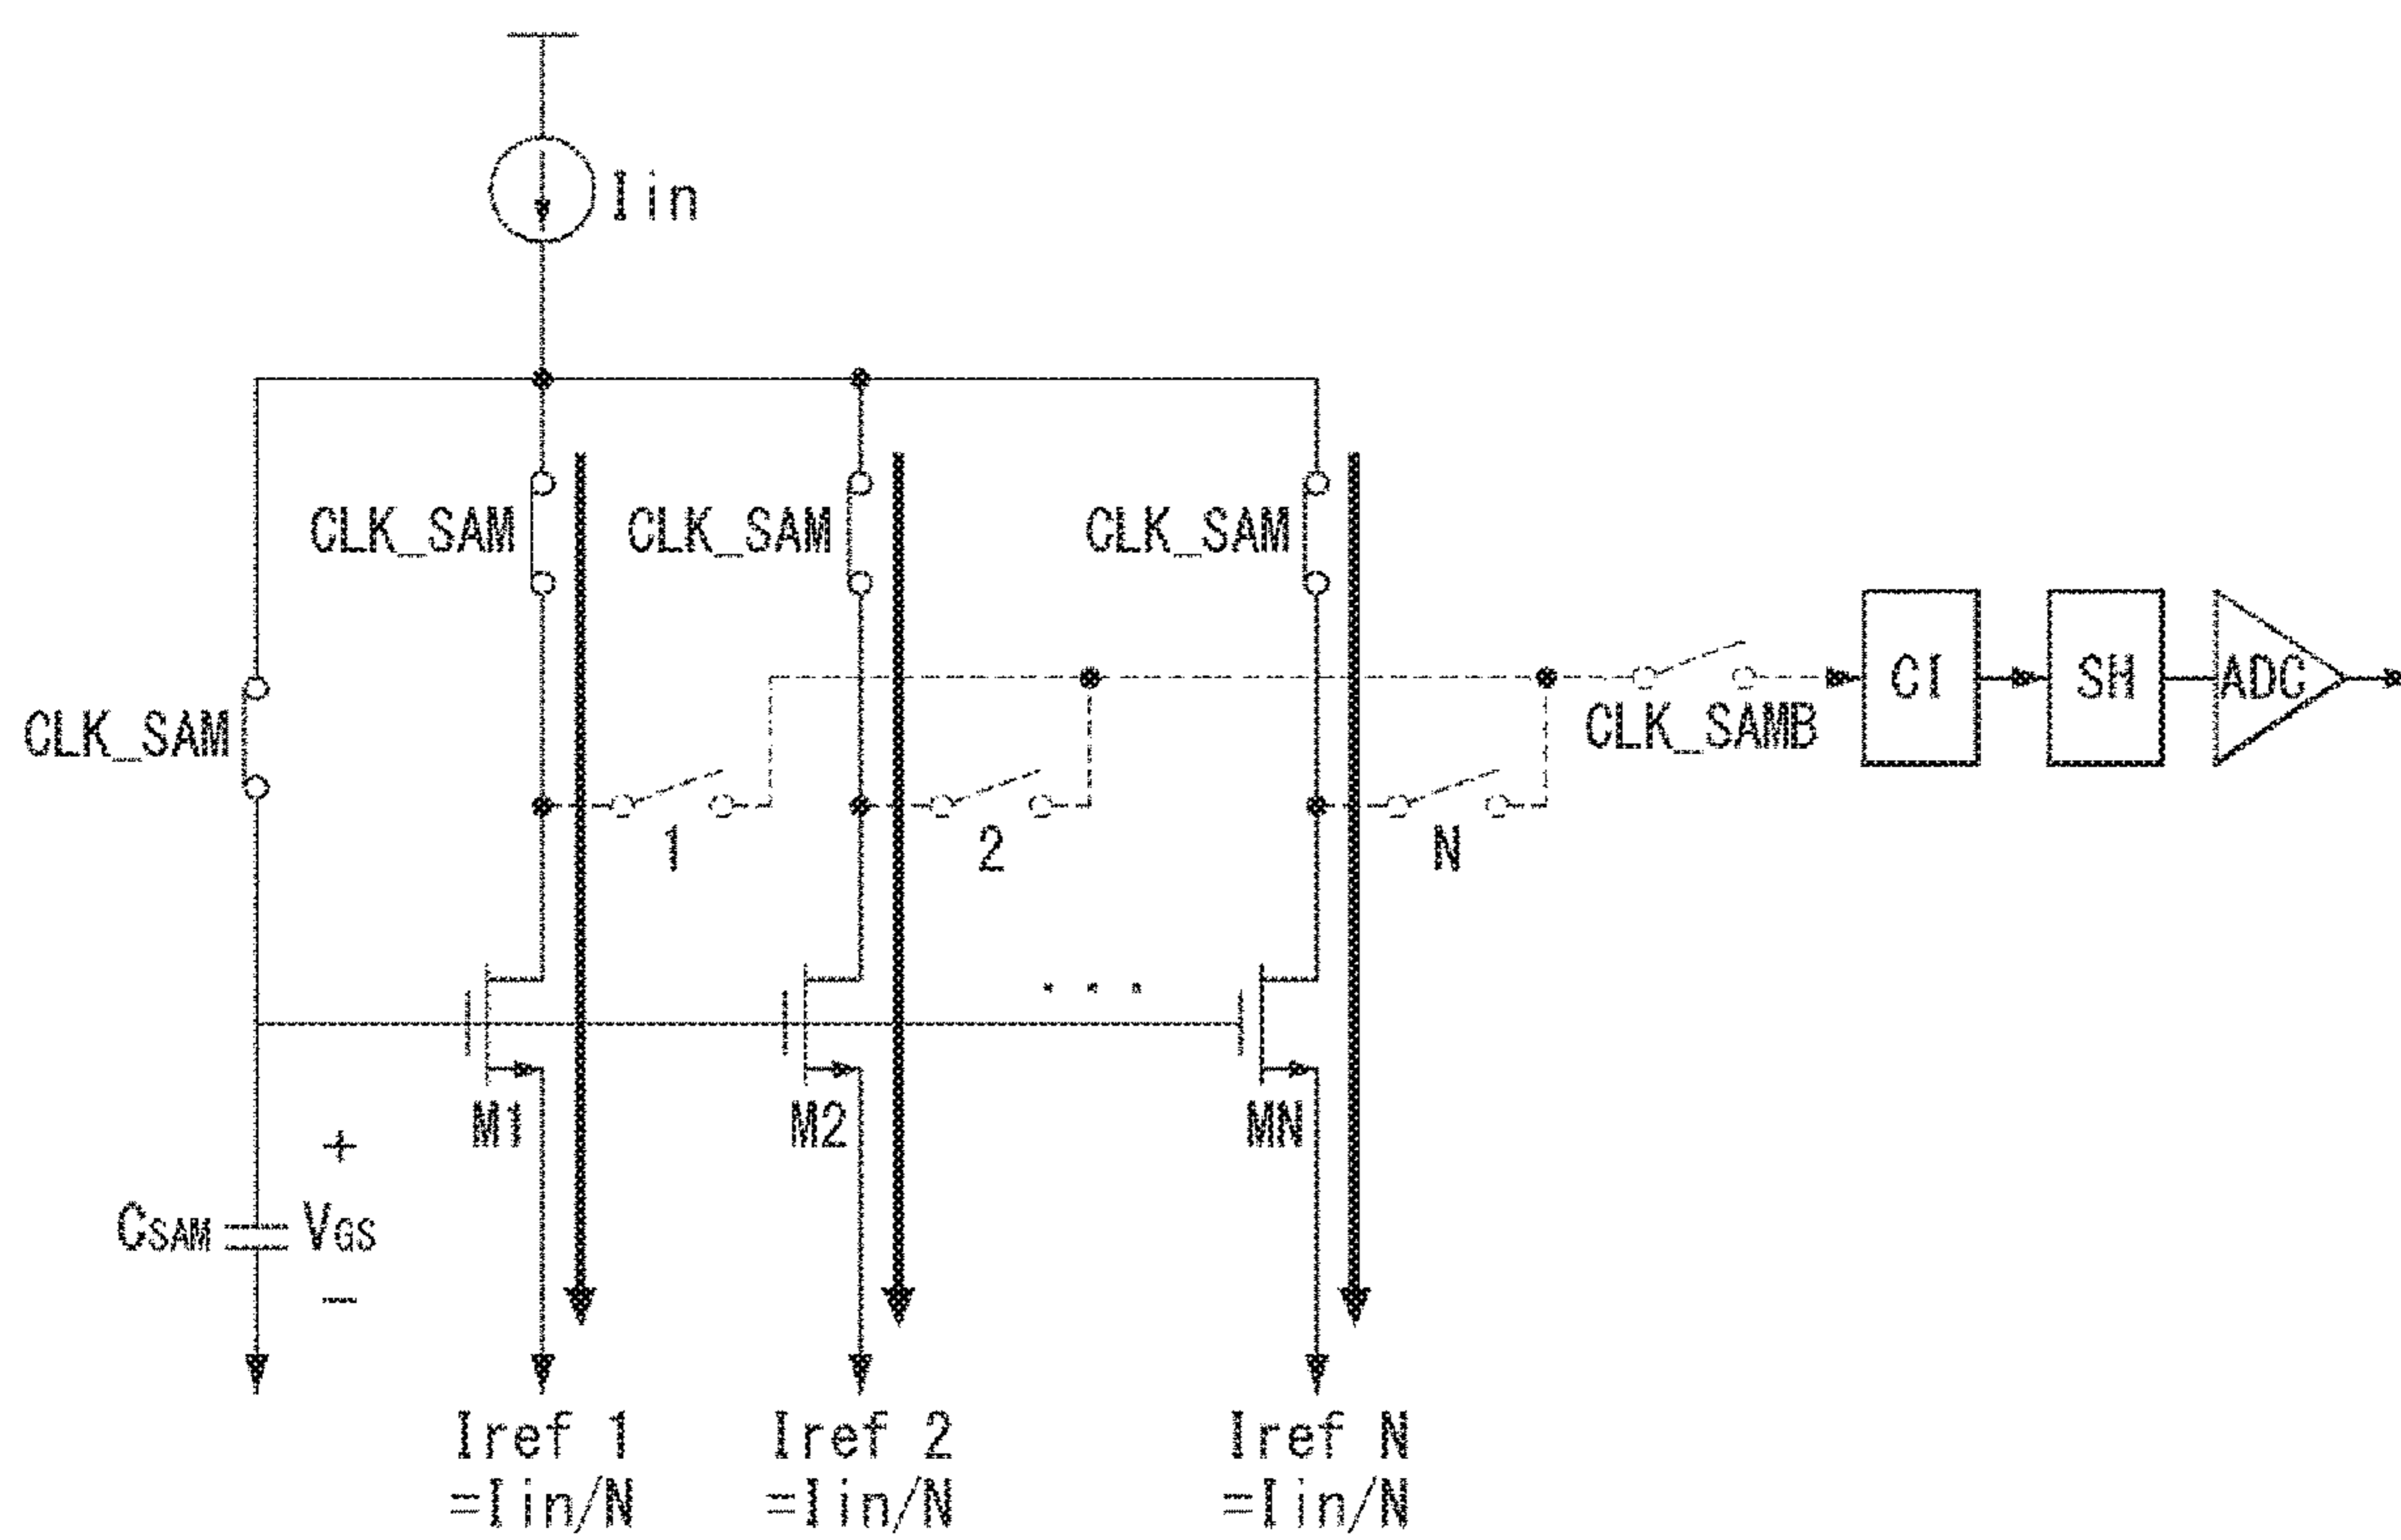 Iin
CLK_SAM CLK_SAM CLK_SAM
CLK_SAM
CLK_SAMB
CI
SH
ADC
1
2
N
. . .
M1
M2
MN
+
CSAM
VGS
−
Iref 1
=Iin/N
Iref 2
=Iin/N
Iref N
=Iin/N